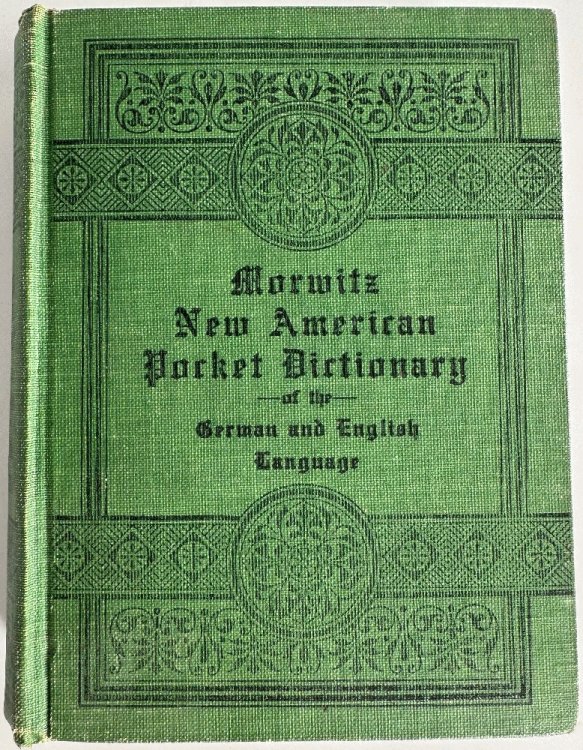 Morwitz
New American
Pocket Dictionary
—of the—
German and English
Language